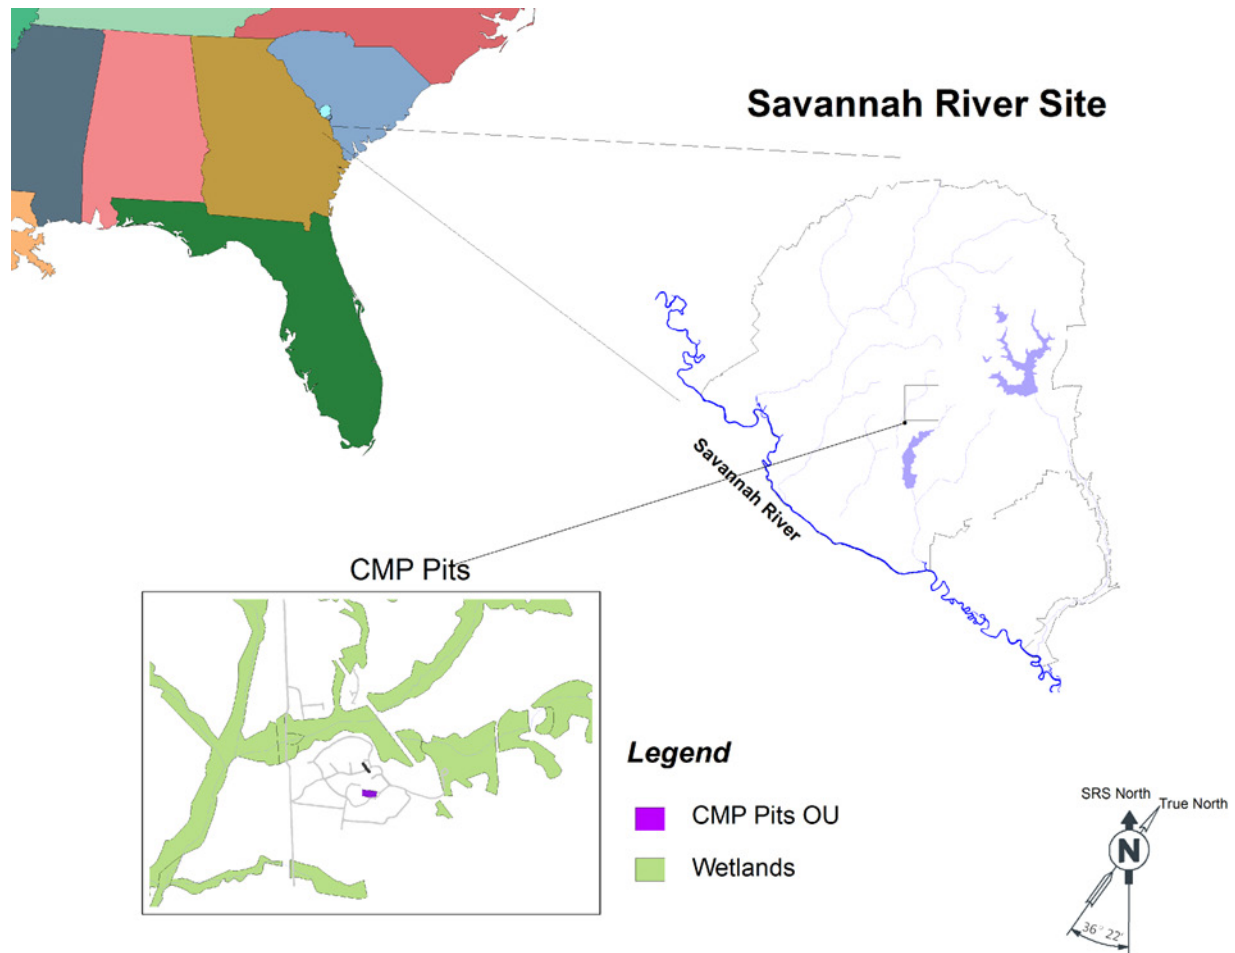 Savannah River Site
Savannah River
CMP Pits
Legend
CMP Pits OU
Wetlands
SRS North
True North
N
36° 22'